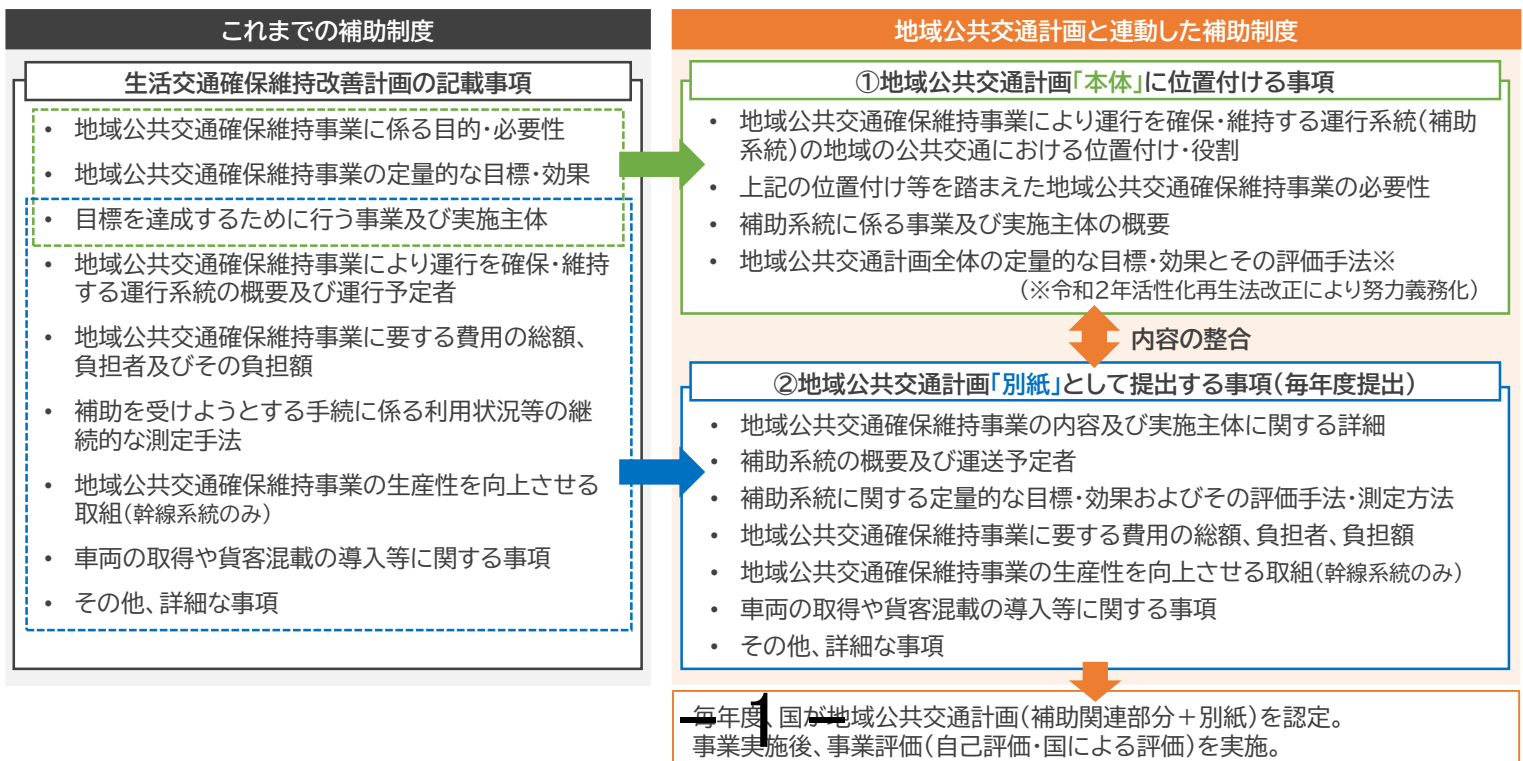 これまでの補助制度
生活交通確保維持改善計画の記載事項
• 地域公共交通確保維持事業に係る目的・必要性
• 地域公共交通確保維持事業の定量的な目標・効果
• 目標を達成するために行う事業及び実施主体
• 地域公共交通確保維持事業により運行を確保・維持
する運行系統の概要及び運行予定者
• 地域公共交通確保維持事業に要する費用の総額、
負担者及びその負担額
• 補助を受けようとする手続に係る利用状況等の継
続的な測定手法
• 地域公共交通確保維持事業の生産性を向上させる
取組(幹線系統のみ)
• 車両の取得や貨客混載の導入等に関する事項
• その他、詳細な事項
地域公共交通計画と連動した補助制度
①地域公共交通計画「本体」に位置付ける事項
• 地域公共交通確保維持事業により運行を確保・維持する運行系統(補助
系統)の地域の公共交通における位置付け・役割
• 上記の位置付け等を踏まえた地域公共交通確保維持事業の必要性
• 補助系統に係る事業及び実施主体の概要
• 地域公共交通計画全体の定量的な目標・効果とその評価手法※
(※令和2年活性化再生法改正により努力義務化)
内容の整合
②地域公共交通計画「別紙」として提出する事項(毎年度提出)
• 地域公共交通確保維持事業の内容及び実施主体に関する詳細
• 補助系統の概要及び運送予定者
• 補助系統に関する定量的な目標・効果およびその評価手法・測定方法
• 地域公共交通確保維持事業に要する費用の総額、負担者、負担額
• 地域公共交通確保維持事業の生産性を向上させる取組(幹線系統のみ)
• 車両の取得や貨客混載の導入等に関する事項
• その他、詳細な事項
毎年度、国が地域公共交通計画(補助関連部分+別紙)を認定。
事業実施後、事業評価(自己評価・国による評価)を実施。
- 1 -